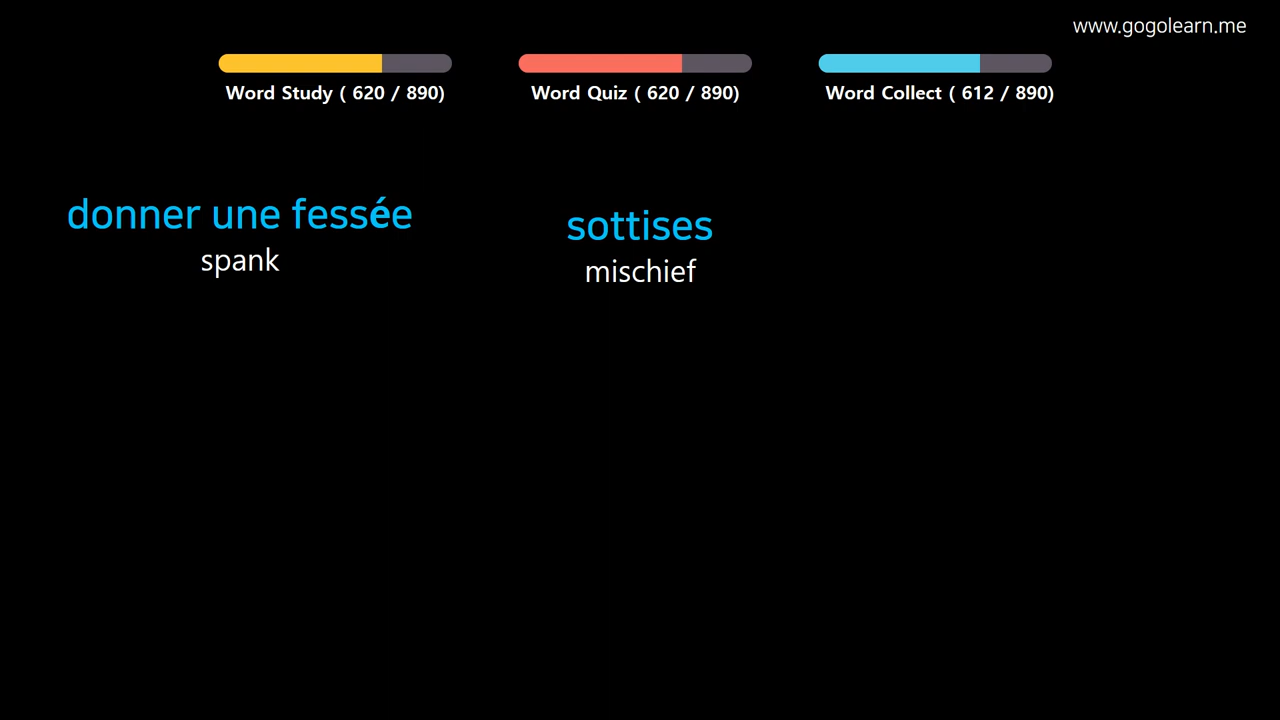 www.gogolearn.me
Word Study ( 620 / 890)
Word Quiz ( 620 / 890)
Word Collect ( 612 / 890)
donner une fessée
spank
sottises
mischief